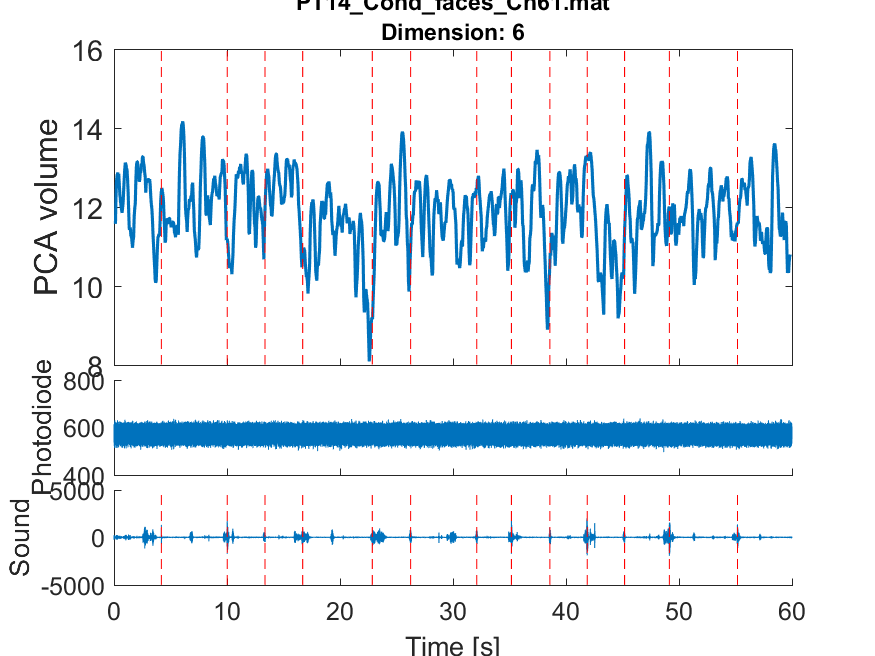 PT14_Cond_faces_Ch61.mat
Dimension: 6
PCA volume
16
14
12
10
8
Photodiode
800
600
400
Sound
5000
0
-5000
0 10 20 30 40 50 60
Time [s]